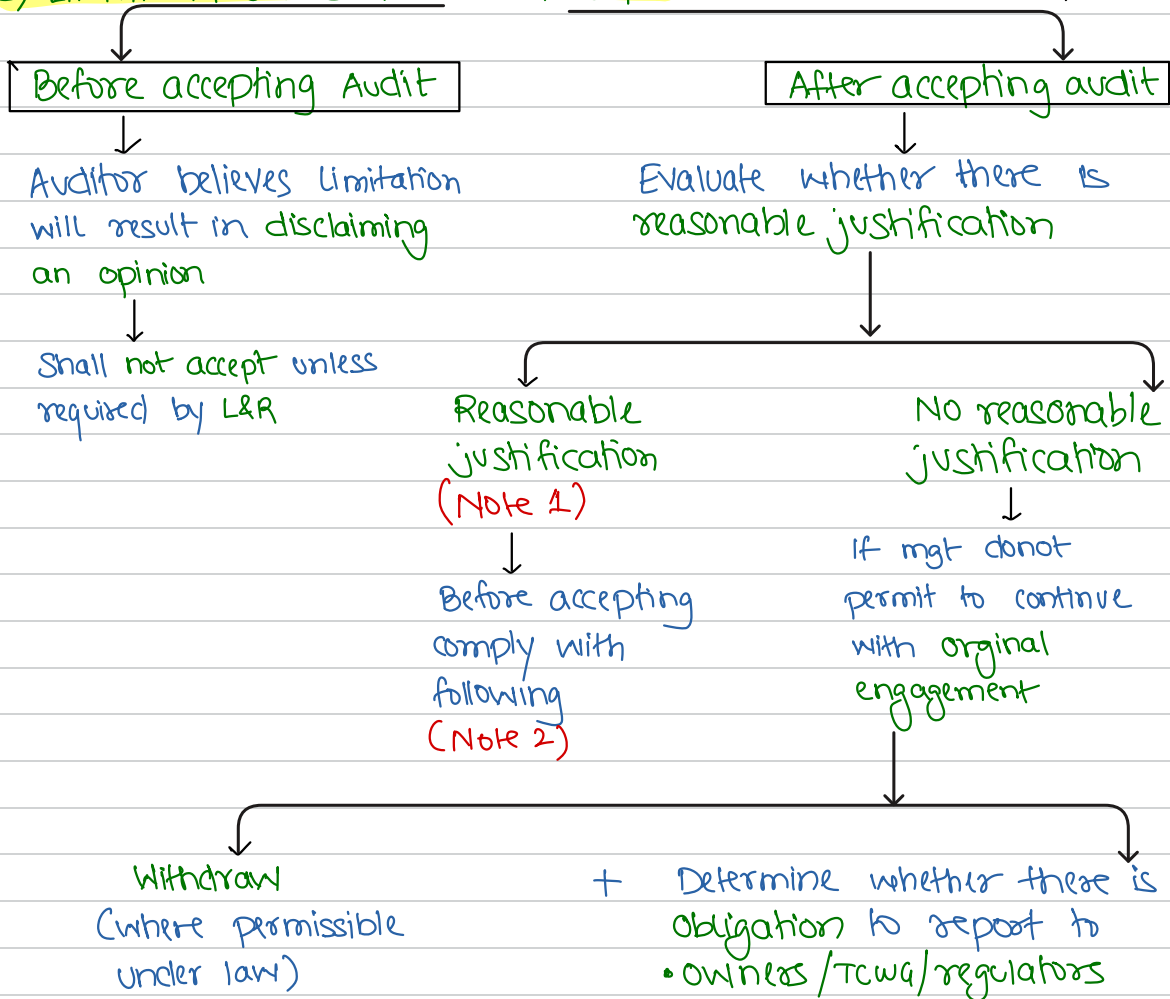 Before accepting Audit
After accepting audit
Auditor believes limitation
will result in disclaiming
an opinion
Shall not accept unless
required by L&R
Evaluate whether there is
reasonable justification
Reasonable
justification
(Note 1)
Before accepting
comply with
following
(Note 2)
No reasonable
justification
If mgt donot
permit to continue
with orginal
engagement
Withdraw
(where permissible
under law)
+
Determine whether there is
obligation to report to
• owners/TCWG/regulators